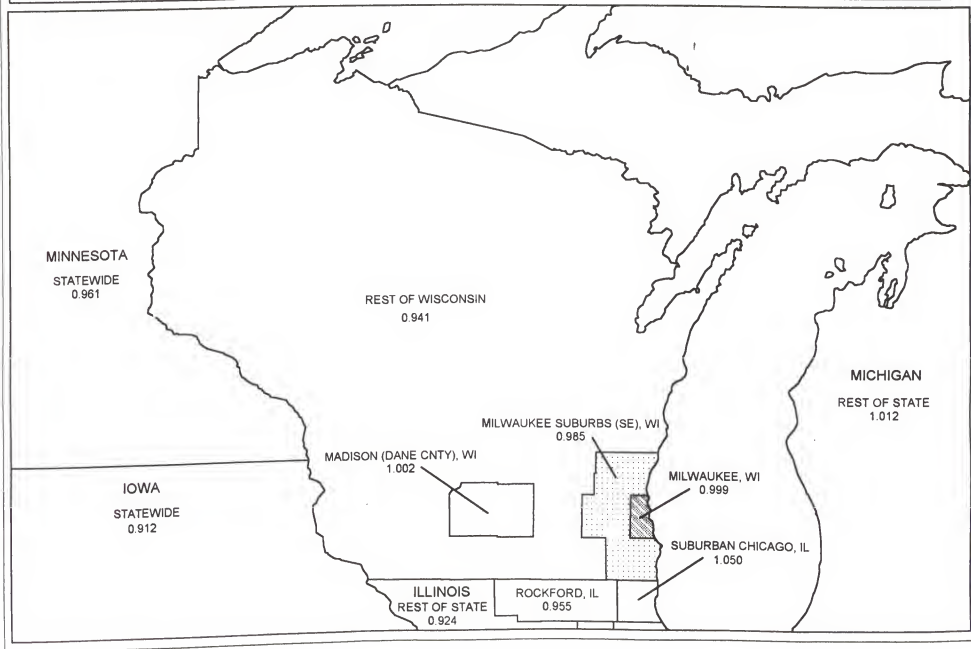 MINNESOTA
STATEWIDE
0.961
REST OF WISCONSIN
0.941
MICHIGAN
REST OF STATE
1.012
MILWAUKEE SUBURBS (SE), WI
0.985
MADISON (DANE CNTY), WI
1.002
MILWAUKEE, WI
0.999
IOWA
STATEWIDE
0.912
SUBURBAN CHICAGO, IL
1.050
ILLINOIS
REST OF STATE
0.924
ROCKFORD, IL
0.955